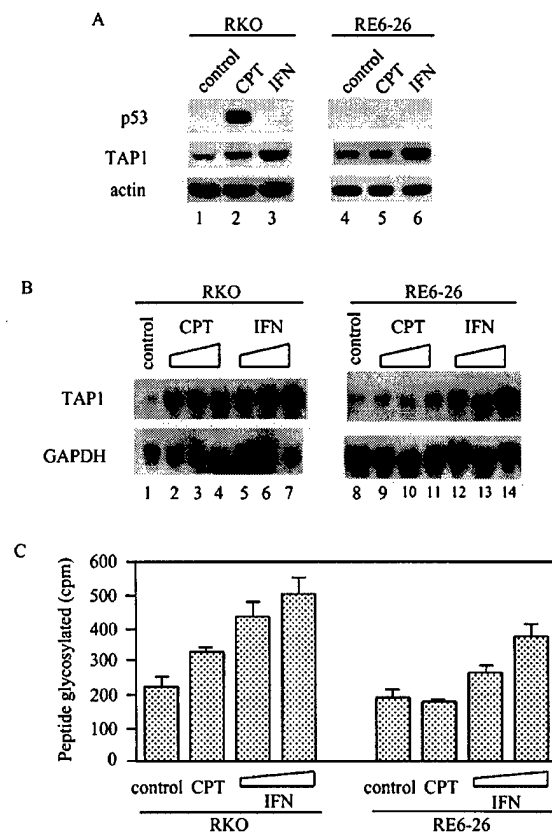 A
RKO RE6-26
control CPT IFN control CPT IFN
p53
TAP1
actin
1 2 3 4 5 6
B
RKO RE6-26
control CPT IFN control CPT IFN
TAP1
GAPDH
1 2 3 4 5 6 7 8 9 10 11 12 13 14
C
Peptide glycosylated (cpm)
600
500
400
300
200
100
0
control CPT IFN control CPT IFN
RKO RE6-26